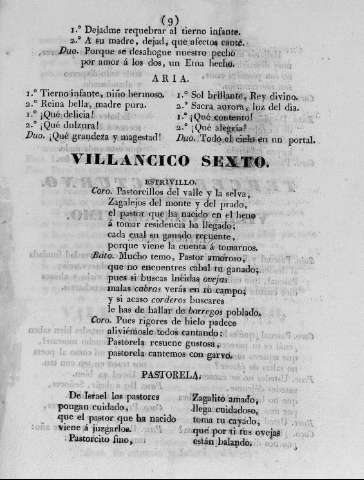 (9)
1.° Dejadme requebrar al tierno infante.
2.° A su madre, dejad, que afectos cante.
Duo. Porque se desahogue nuestro pecho
por amor á los dos, un Etna hecho.
ARIA.
1.° Tierno infante, niño hermoso.
2.° Reina bella, madre pura.
1.° ¡Qué delicia!
2.° ¡Qué dulzura!
Duo. ¡Qué grandeza y magestad!
1.° Sol brillante, Rey divino.
2.° Sacra aurora, luz del dia.
1.° ¡Qué contento!
2.° ¡Qué alegria!
Duo. Todo el cielo en un portal.
VILLANCICO SEXTO.
ESTRIVILLO.
Coro. Pastorcillos del valle y la selva,
Zagalejos del monte y del prado,
el pastor que ha nacido en el heno
á tomar residencia ha llegado;
cada cual su ganado recuente,
porque viene la cuenta á tomarnos.
Bato. Mucho temo, Pastor amoroso,
que no encuentres cabal tu ganado;
pues si buscas lucidas ovejas
malas cabras verás en tu campo;
y si acaso corderos buscares
le has de hallar de borregos poblado.
Coro. Pues rigores de hielo padece
aliviémosle todos cantando:
Pastorela resuene gustosa,
pastorela cantemos con garvo.
PASTORELA.
De Israel los pastores
pongan cuidado,
que el pastor que ha nacido
viene á juzgarlos.
Pastorcito fino,
Zagalito amado,
llega cuidadoso,
toma tu cayado,
que por ti tus ovejas
están balando.